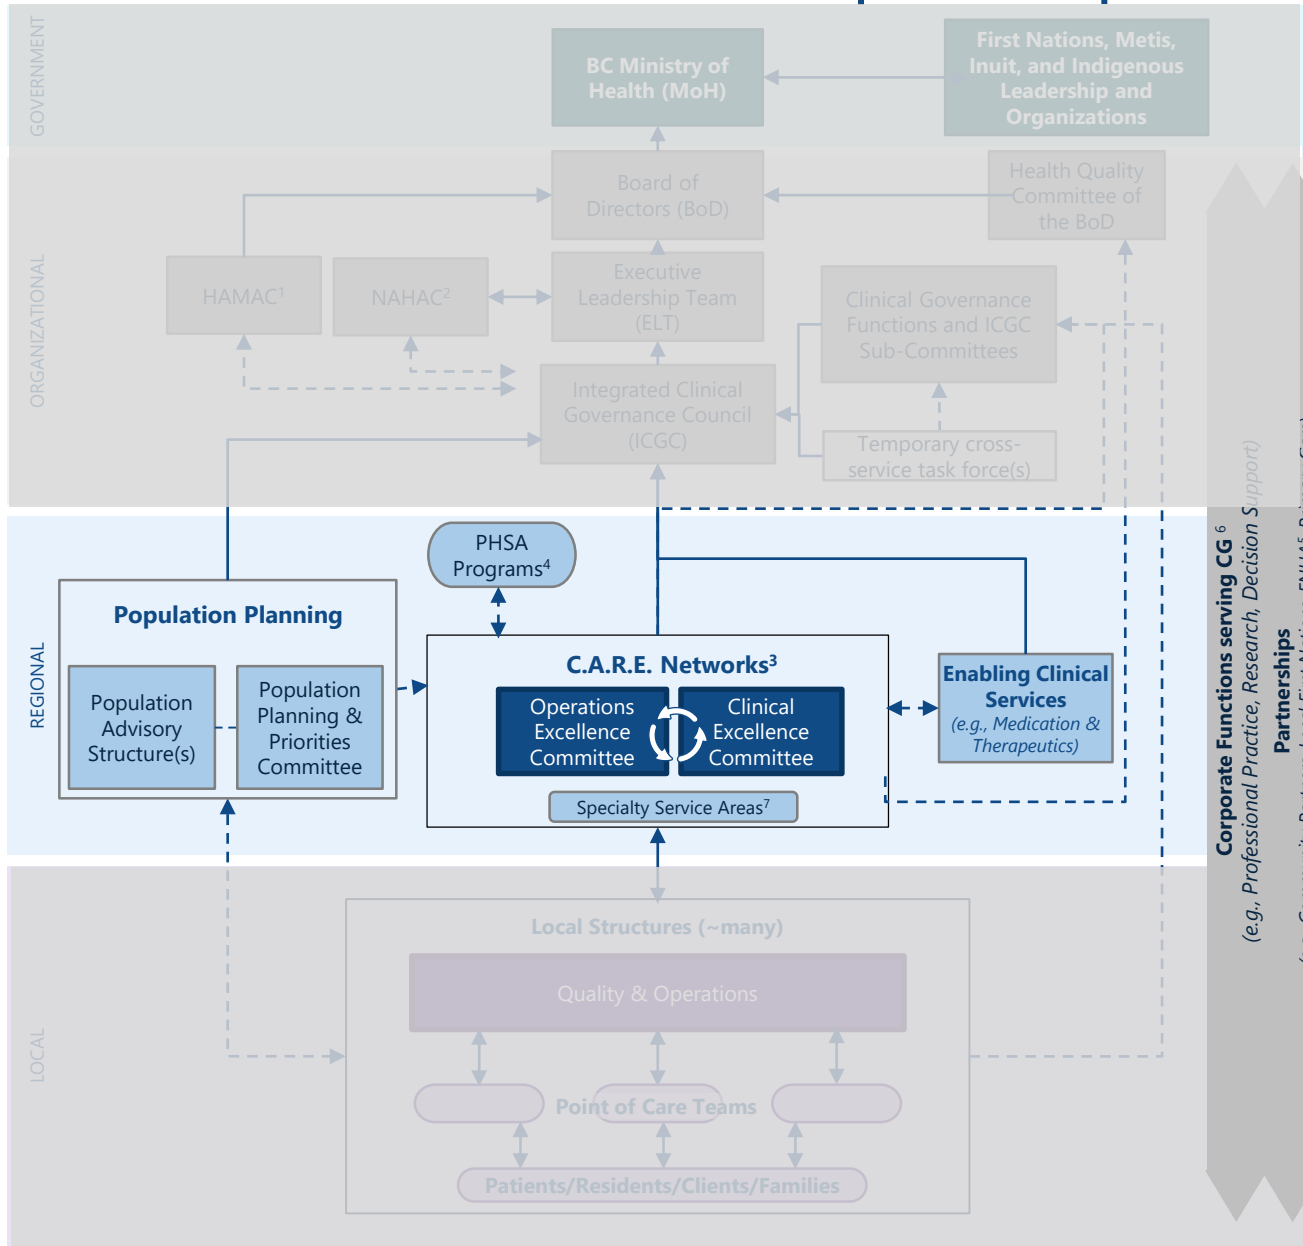 GOVERNMENT
BC Ministry of
Health (MoH)
First Nations, Metis,
Inuit, and Indigenous
Leadership and
Organizations
ORGANIZATIONAL
Board of
Directors (BoD)
Health Quality
Committee of
the BoD
HAMAC¹
NAHAC²
Executive
Leadership Team
(ELT)
Clinical Governance
Functions and ICGC
Sub-Committees
Integrated Clinical
Governance Council
(ICGC)
Temporary cross-
service task force(s)
REGIONAL
PHSA
Programs⁴
Population Planning
Population
Advisory
Structure(s)
Population
Planning &
Priorities
Committee
C.A.R.E. Networks³
Operations
Excellence
Committee
Clinical
Excellence
Committee
Specialty Service Areas⁷
Enabling Clinical
Services
(e.g., Medication &
Therapeutics)
LOCAL
Local Structures (~many)
Quality & Operations
Point of Care Teams
Patients/Residents/Clients/Families
Corporate Functions serving CG ⁶
(e.g., Professional Practice, Research, Decision Support)
Partnerships